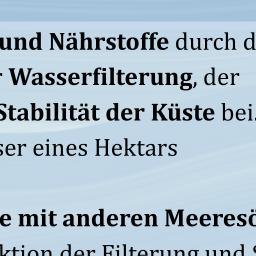 und Nährstoffe durch d
Wasserfilterung, der
Stabilität der Küste bei.
ser eines Hektars
e mit anderen Meeresö
ktion der Filterung und S